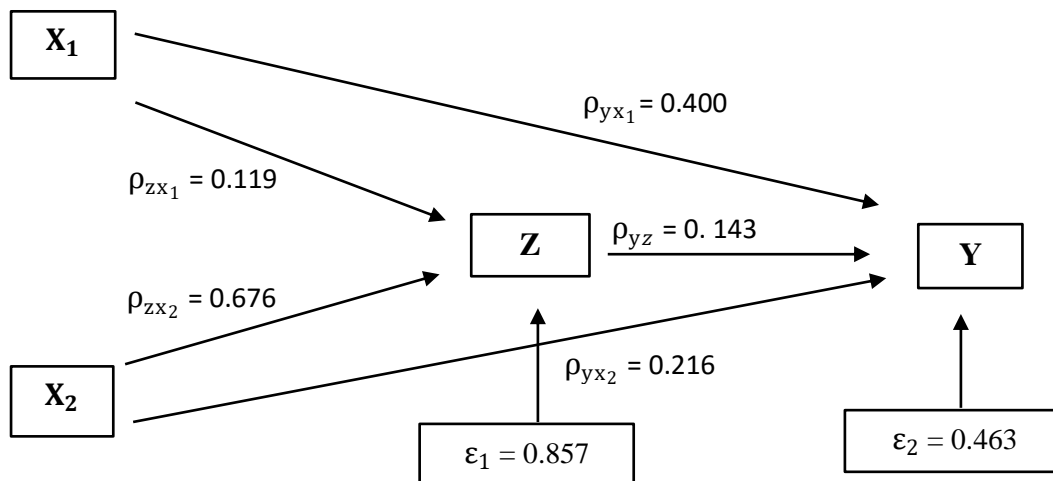 X₁
ρyx₁ = 0.400
ρzx₁ = 0.119
Z
ρyz = 0. 143
Y
ρzx₂ = 0.676
ρyx₂ = 0.216
X₂
ε₁ = 0.857
ε₂ = 0.463